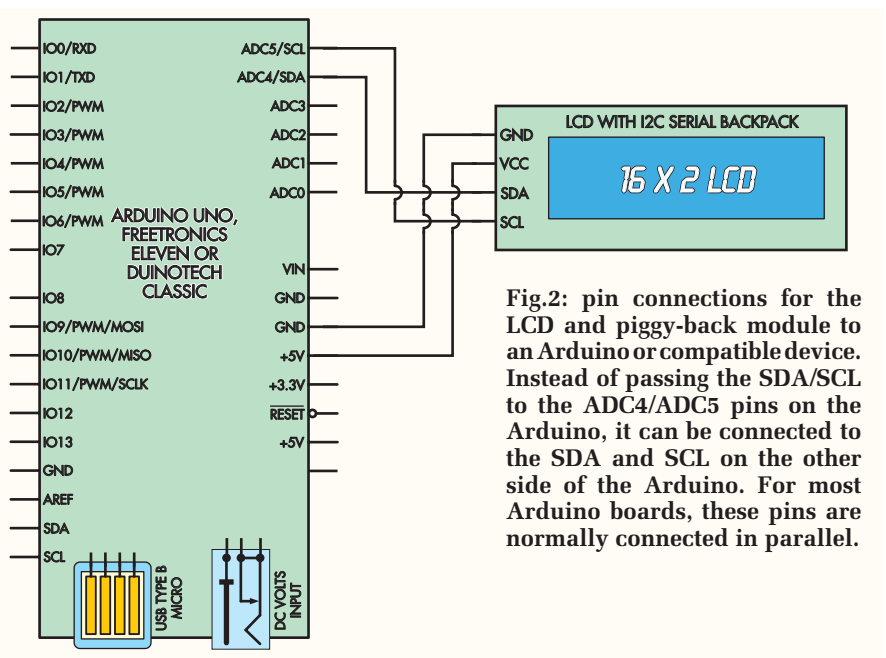 IO0/RXD
IO1/TXD
IO2/PWM
IO3/PWM
IO4/PWM
IO5/PWM
IO6/PWM
IO7
IO8
IO9/PWM/MOSI
IO10/PWM/MISO
IO11/PWM/SCLK
IO12
IO13
GND
AREF
SDA
SCL
ARDUINO UNO,
FREETRONICS
ELEVEN OR
DUINOTECH
CLASSIC
ADC5/SCL
ADC4/SDA
ADC3
ADC2
ADC1
ADC0
VIN
GND
GND
+5V
+3.3V
RESET
+5V
USB TYPE B
MICRO
DC VOLTS
INPUT
LCD WITH I2C SERIAL BACKPACK
GND
VCC
SDA
SCL
16 X 2 LCD
Fig.2: pin connections for the
LCD and piggy-back module to
an Arduino or compatible device.
Instead of passing the SDA/SCL
to the ADC4/ADC5 pins on the
Arduino, it can be connected to
the SDA and SCL on the other
side of the Arduino. For most
Arduino boards, these pins are
normally connected in parallel.